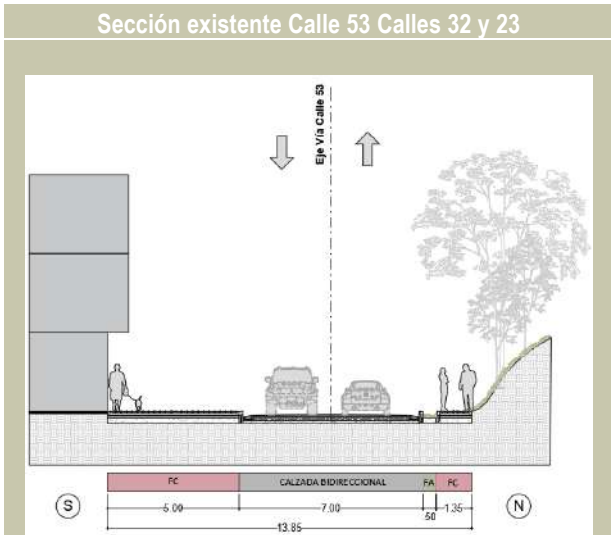 Sección existente Calle 53 Calles 32 y 23
Eje Vía Calle 53
FC CALZADA BIDIRECCIONAL FA FC
S 5.00 7.00 50 1.35 N
13.85